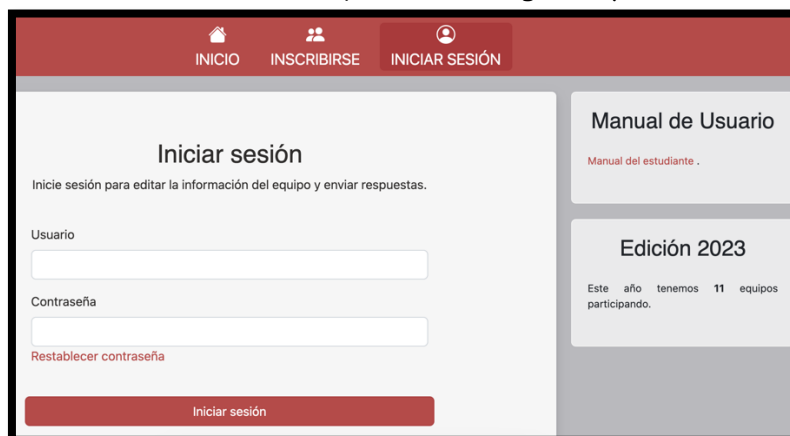 INICIO INSCRIBIRSE INICIAR SESIÓN
Iniciar sesión
Inicie sesión para editar la información del equipo y enviar respuestas.
Usuario
Contraseña
Restablecer contraseña
Iniciar sesión
Manual de Usuario
Manual del estudiante .
Edición 2023
Este año tenemos 11 equipos
participando.